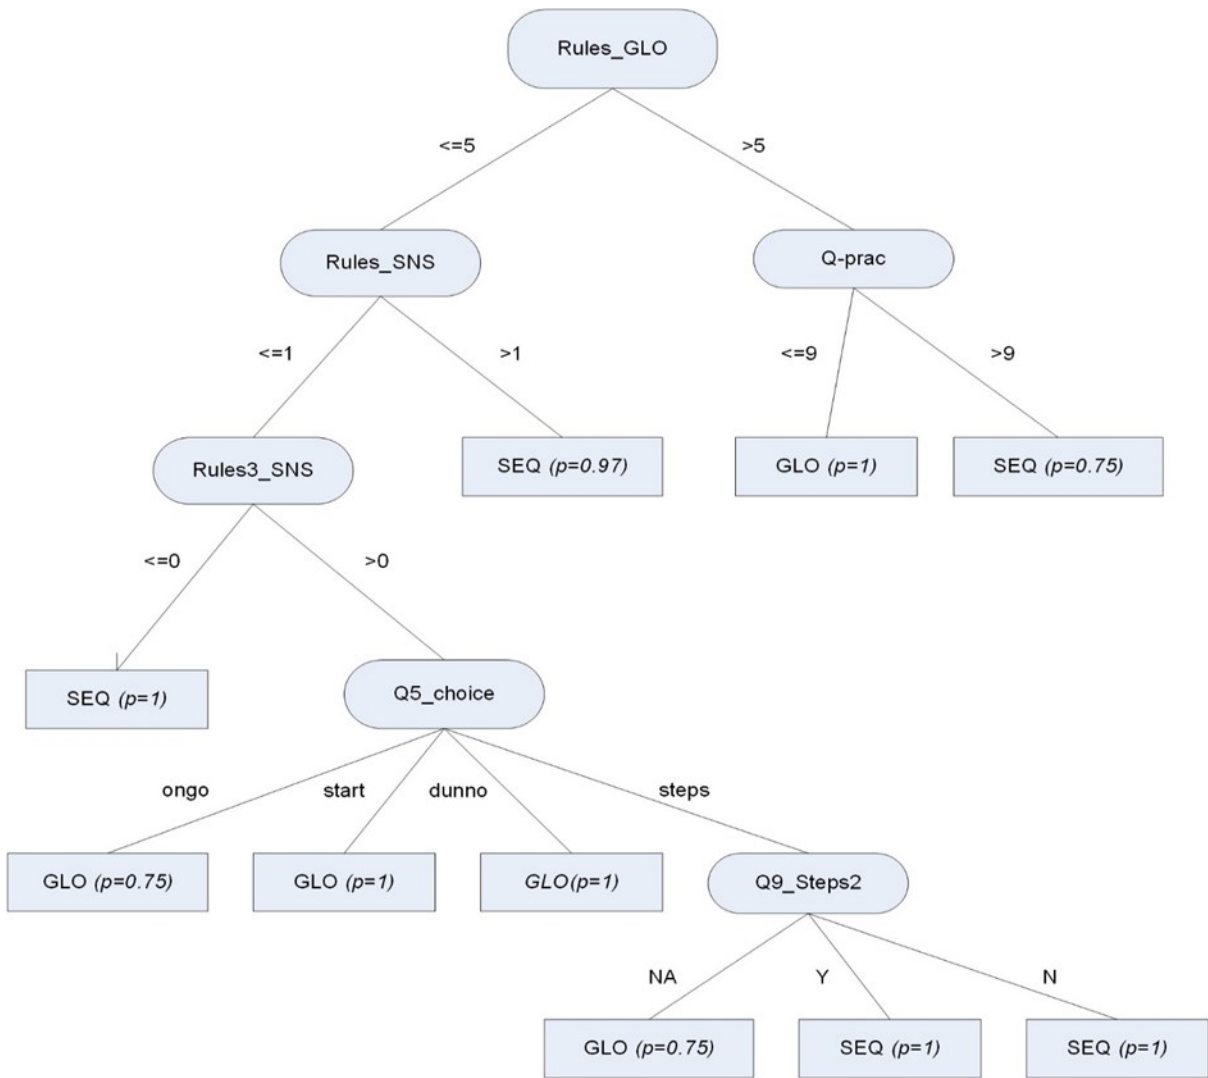 Rules_GLO
<=5
>5
Rules_SNS
Q-prac
<=1
>1
<=9
>9
Rules3_SNS
SEQ (p=0.97)
GLO (p=1)
SEQ (p=0.75)
<=0
>0
SEQ (p=1)
Q5_choice
ongo
start
dunno
steps
GLO (p=0.75)
GLO (p=1)
GLO(p=1)
Q9_Steps2
NA
Y
N
GLO (p=0.75)
SEQ (p=1)
SEQ (p=1)